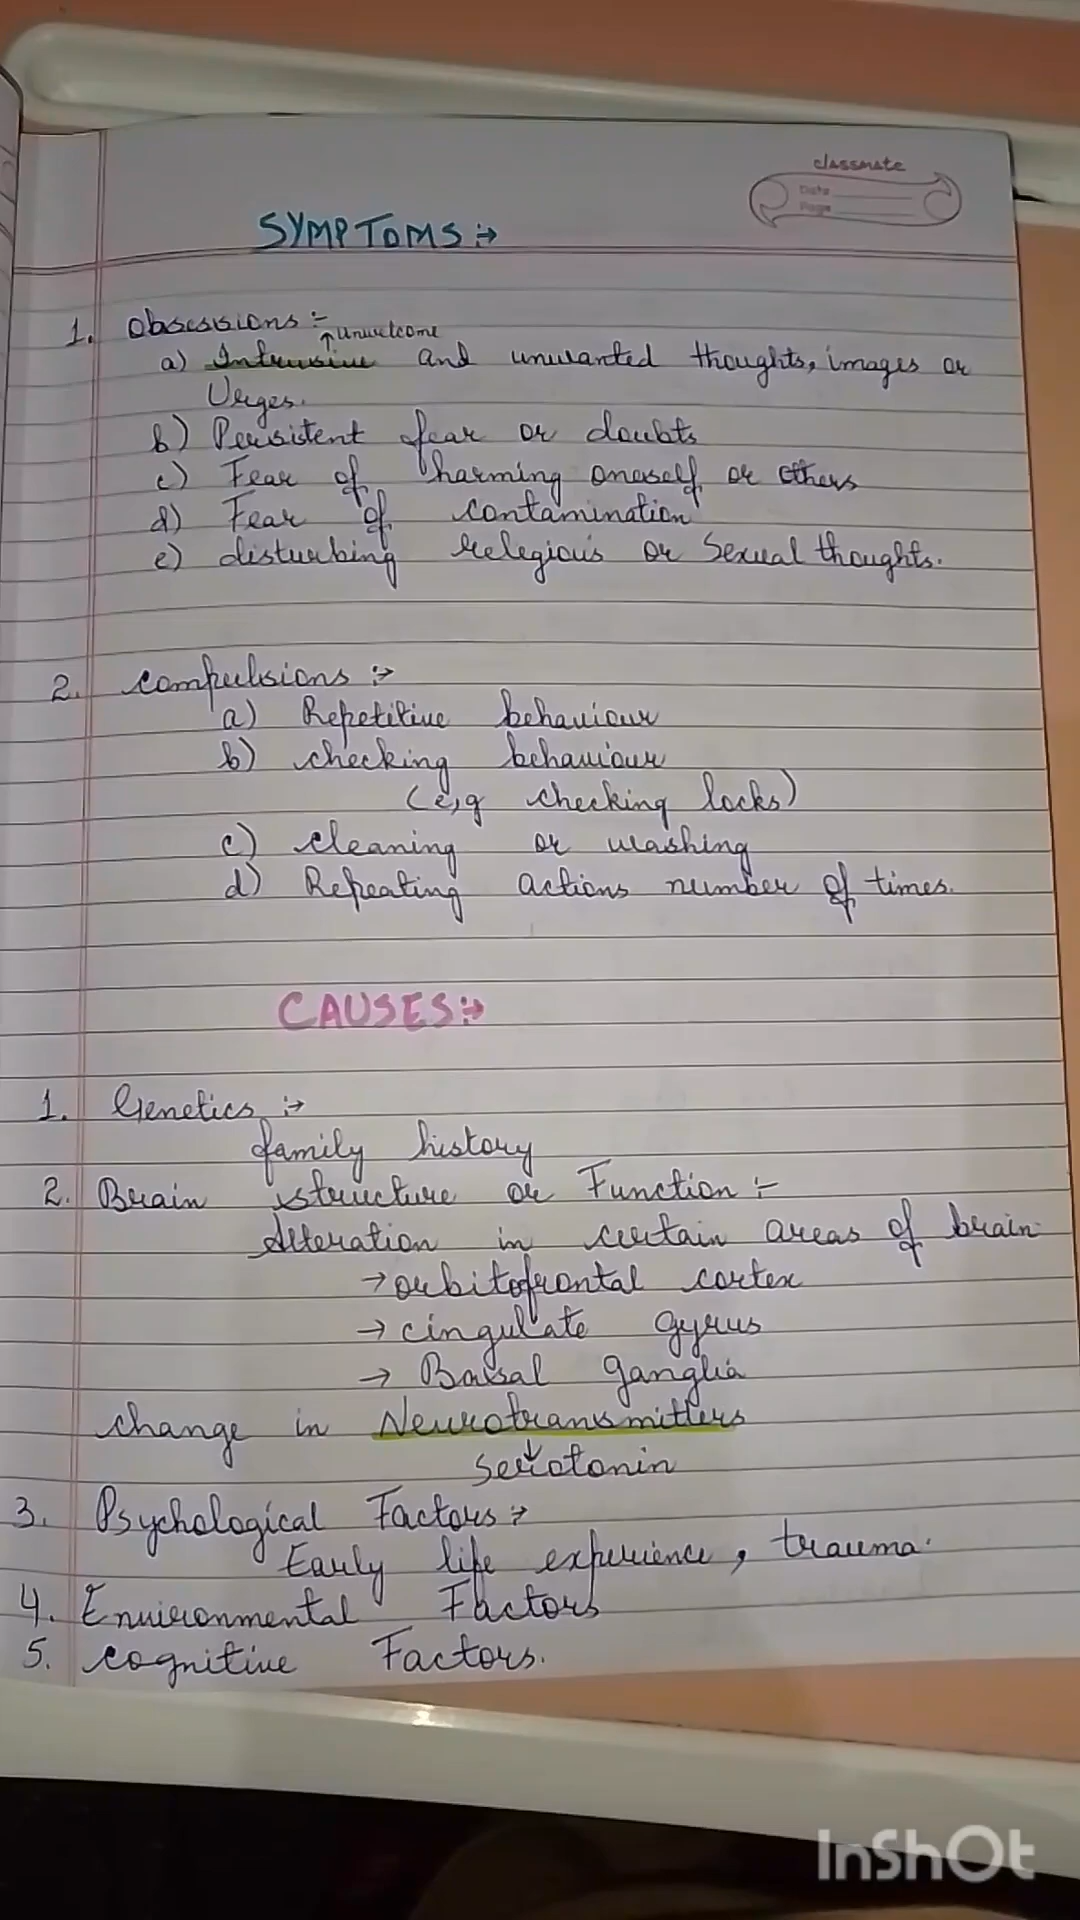 classmate
Date
Page
SYMPTOMS :→
1. Obsessions :-
↑ unwelcome
a) Intrusive and unwanted thoughts, images or
Urges.
b) Persistent fear or doubts
c) Fear of harming oneself or others
d) Fear of contamination
e) disturbing relegious or Sexual thoughts.
2. compulsions :→
a) Repetitive behaviour
b) checking behaviour
(e,g checking locks)
c) cleaning or washing
d) Repeating actions number of times.
CAUSES :→
1. Genetics :→
family history
2. Brain structure or Function :-
Alteration in certain areas of brain.
→ orbitofrontal cortex
→ cingulate gyrus
→ Basal ganglia
change in Neurotransmitters
↓
Serotonin
3. Psychological Factors :→
Early life experience, trauma.
4. Environmental Factors
5. cognitive Factors.
InShOt